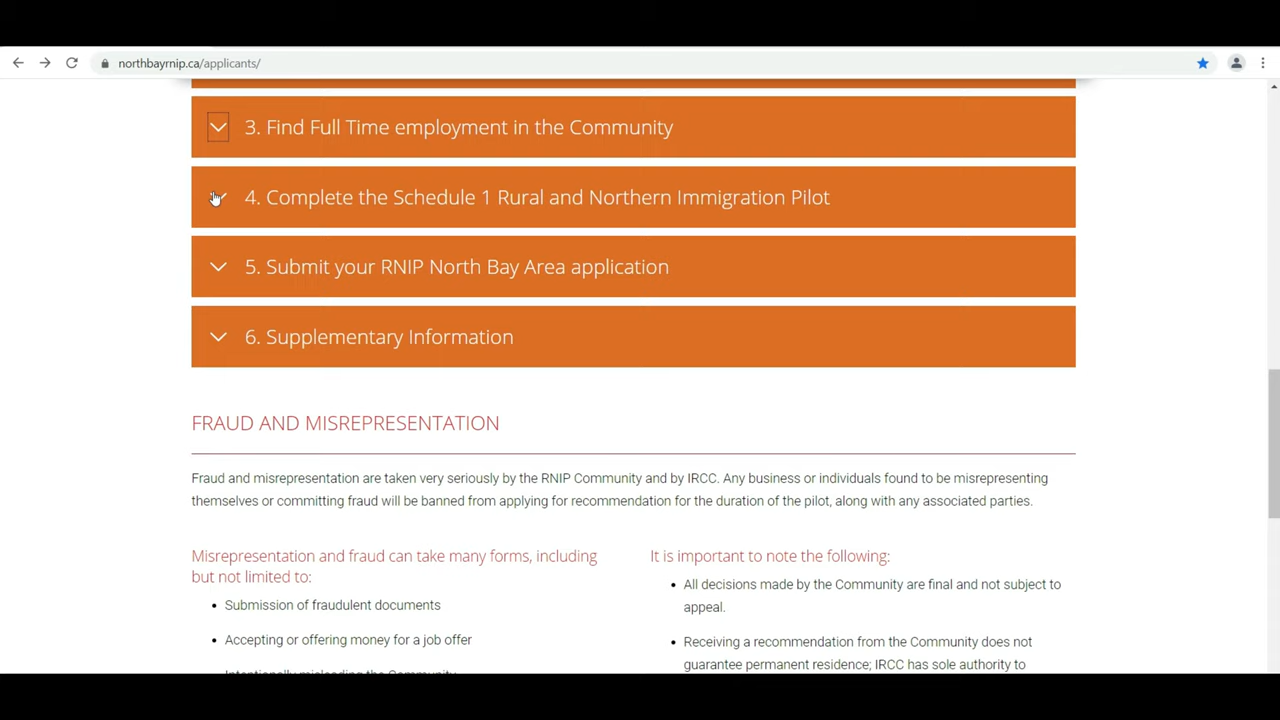 northbayrnip.ca/applicants/
3. Find Full Time employment in the Community
4. Complete the Schedule 1 Rural and Northern Immigration Pilot
5. Submit your RNIP North Bay Area application
6. Supplementary Information
FRAUD AND MISREPRESENTATION
Fraud and misrepresentation are taken very seriously by the RNIP Community and by IRCC. Any business or individuals found to be misrepresenting
themselves or committing fraud will be banned from applying for recommendation for the duration of the pilot, along with any associated parties.
Misrepresentation and fraud can take many forms, including
but not limited to:
• Submission of fraudulent documents
• Accepting or offering money for a job offer
Intentionally misleading the Community
It is important to note the following:
• All decisions made by the Community are final and not subject to
appeal.
• Receiving a recommendation from the Community does not
guarantee permanent residence; IRCC has sole authority to